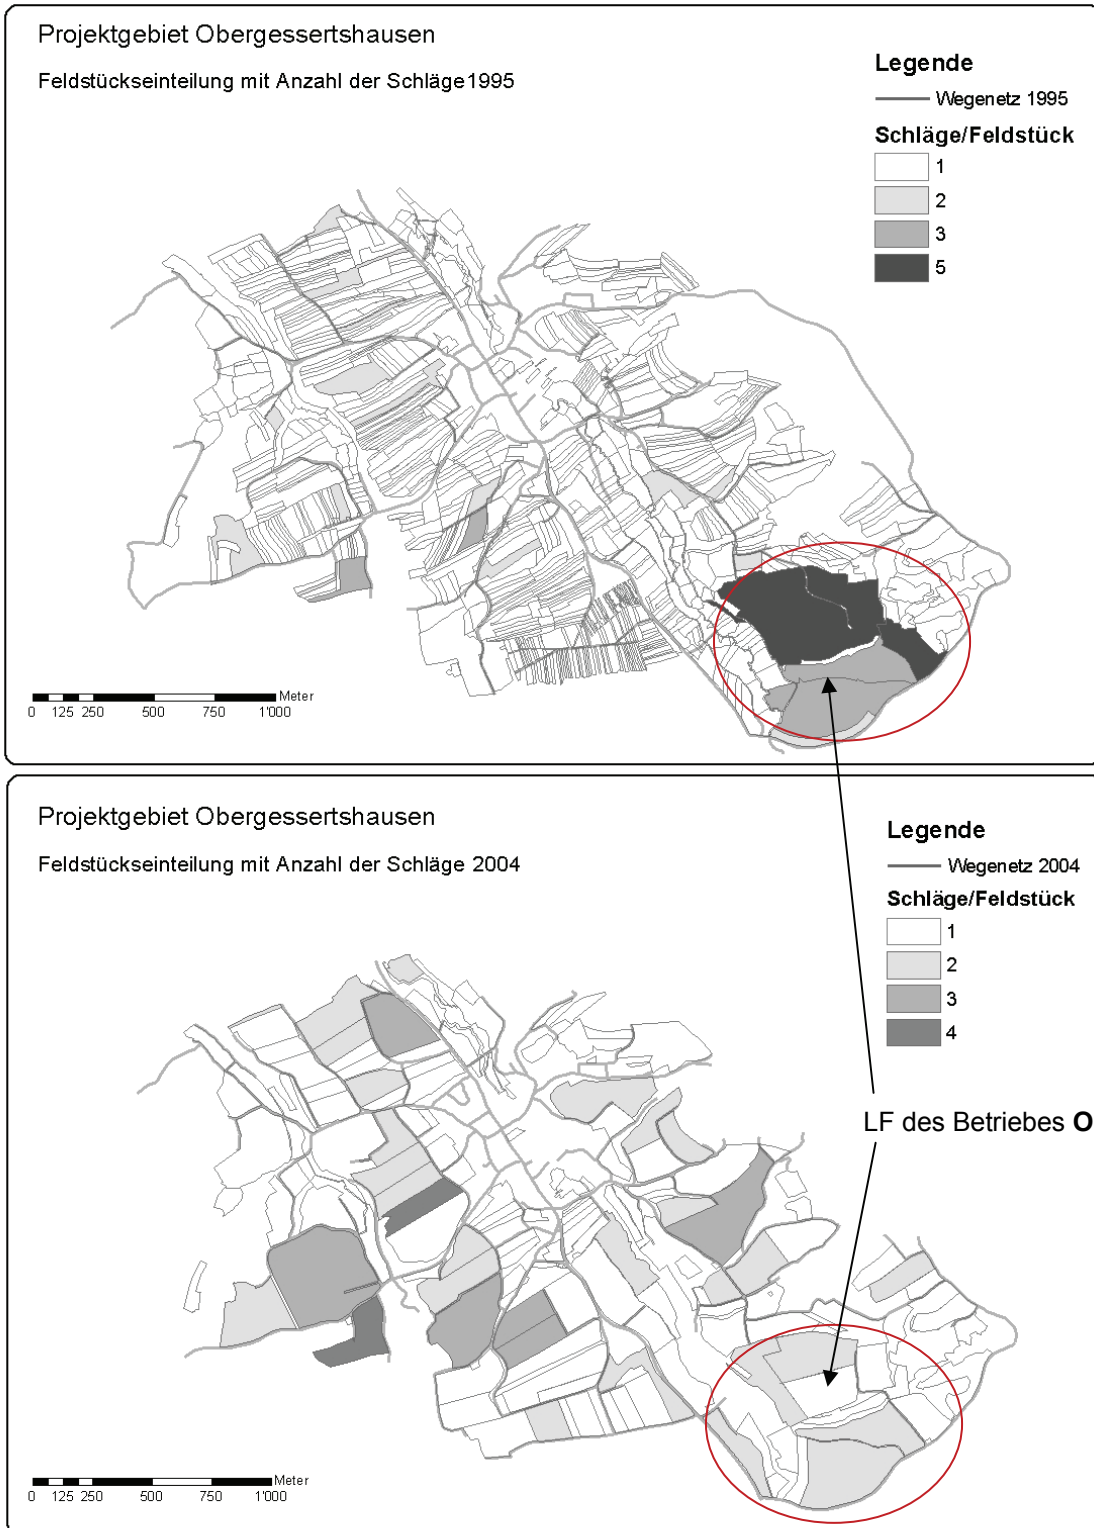 Projektgebiet Obergessertshausen
Feldstückseinteilung mit Anzahl der Schläge 1995
Legende
Wegenetz 1995
Schläge/Feldstück
1
2
3
5
Meter
0 125 250 500 750 1'000
Projektgebiet Obergessertshausen
Feldstückseinteilung mit Anzahl der Schläge 2004
Legende
Wegenetz 2004
Schläge/Feldstück
1
2
3
4
LF des Betriebes O
Meter
0 125 250 500 750 1'000